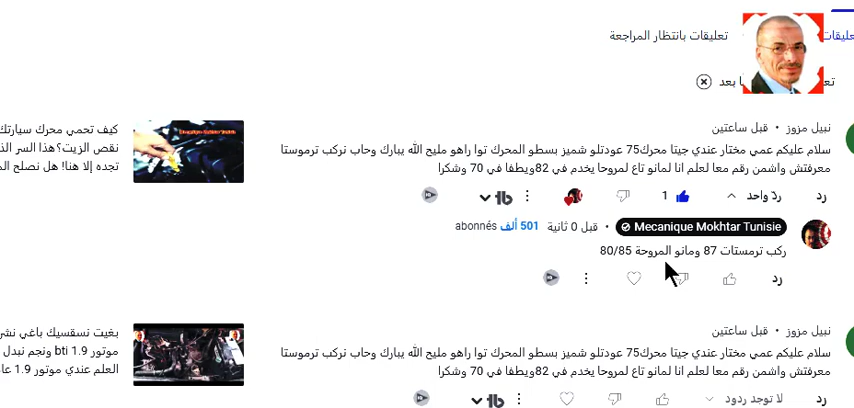 تعليقات بانتظار المراجعة
نبيل مزوز • قبل ساعتين
سلام عليكم عمي مختار عندي جيتا محرك75 عودتلو شميز بسطو المحرك توا راهو مليح الله يبارك وحاب نركب ترموستا
معرفتش واشمن رقم معا لعلم انا لمانو تاع لمروحا يخدم في 82ويطفا في 70 وشكرا
كيف تحمي محرك سيارتك
نقص الزيت؟هذا السر الذ
تجده إلا هنا! هل نصلح الم
رد
ردّ واحد
1
Mecanique Mokhtar Tunisie • قبل 0 ثانية 501 ألف abonnés
ركب ترمستات 87 ومانو المروحة 80/85
رد
نبيل مزوز • قبل ساعتين
سلام عليكم عمي مختار عندي جيتا محرك75 عودتلو شميز بسطو المحرك توا راهو مليح الله يبارك وحاب نركب ترموستا
معرفتش واشمن رقم معا لعلم انا لمانو تاع لمروحا يخدم في 82ويطفا في 70 وشكرا
بغيت نسقسيك باغي نشر
موتور 1.9 bti ونجم نبدل
العلم عندي موتور 1.9 عا
رد
لا توجد ردود